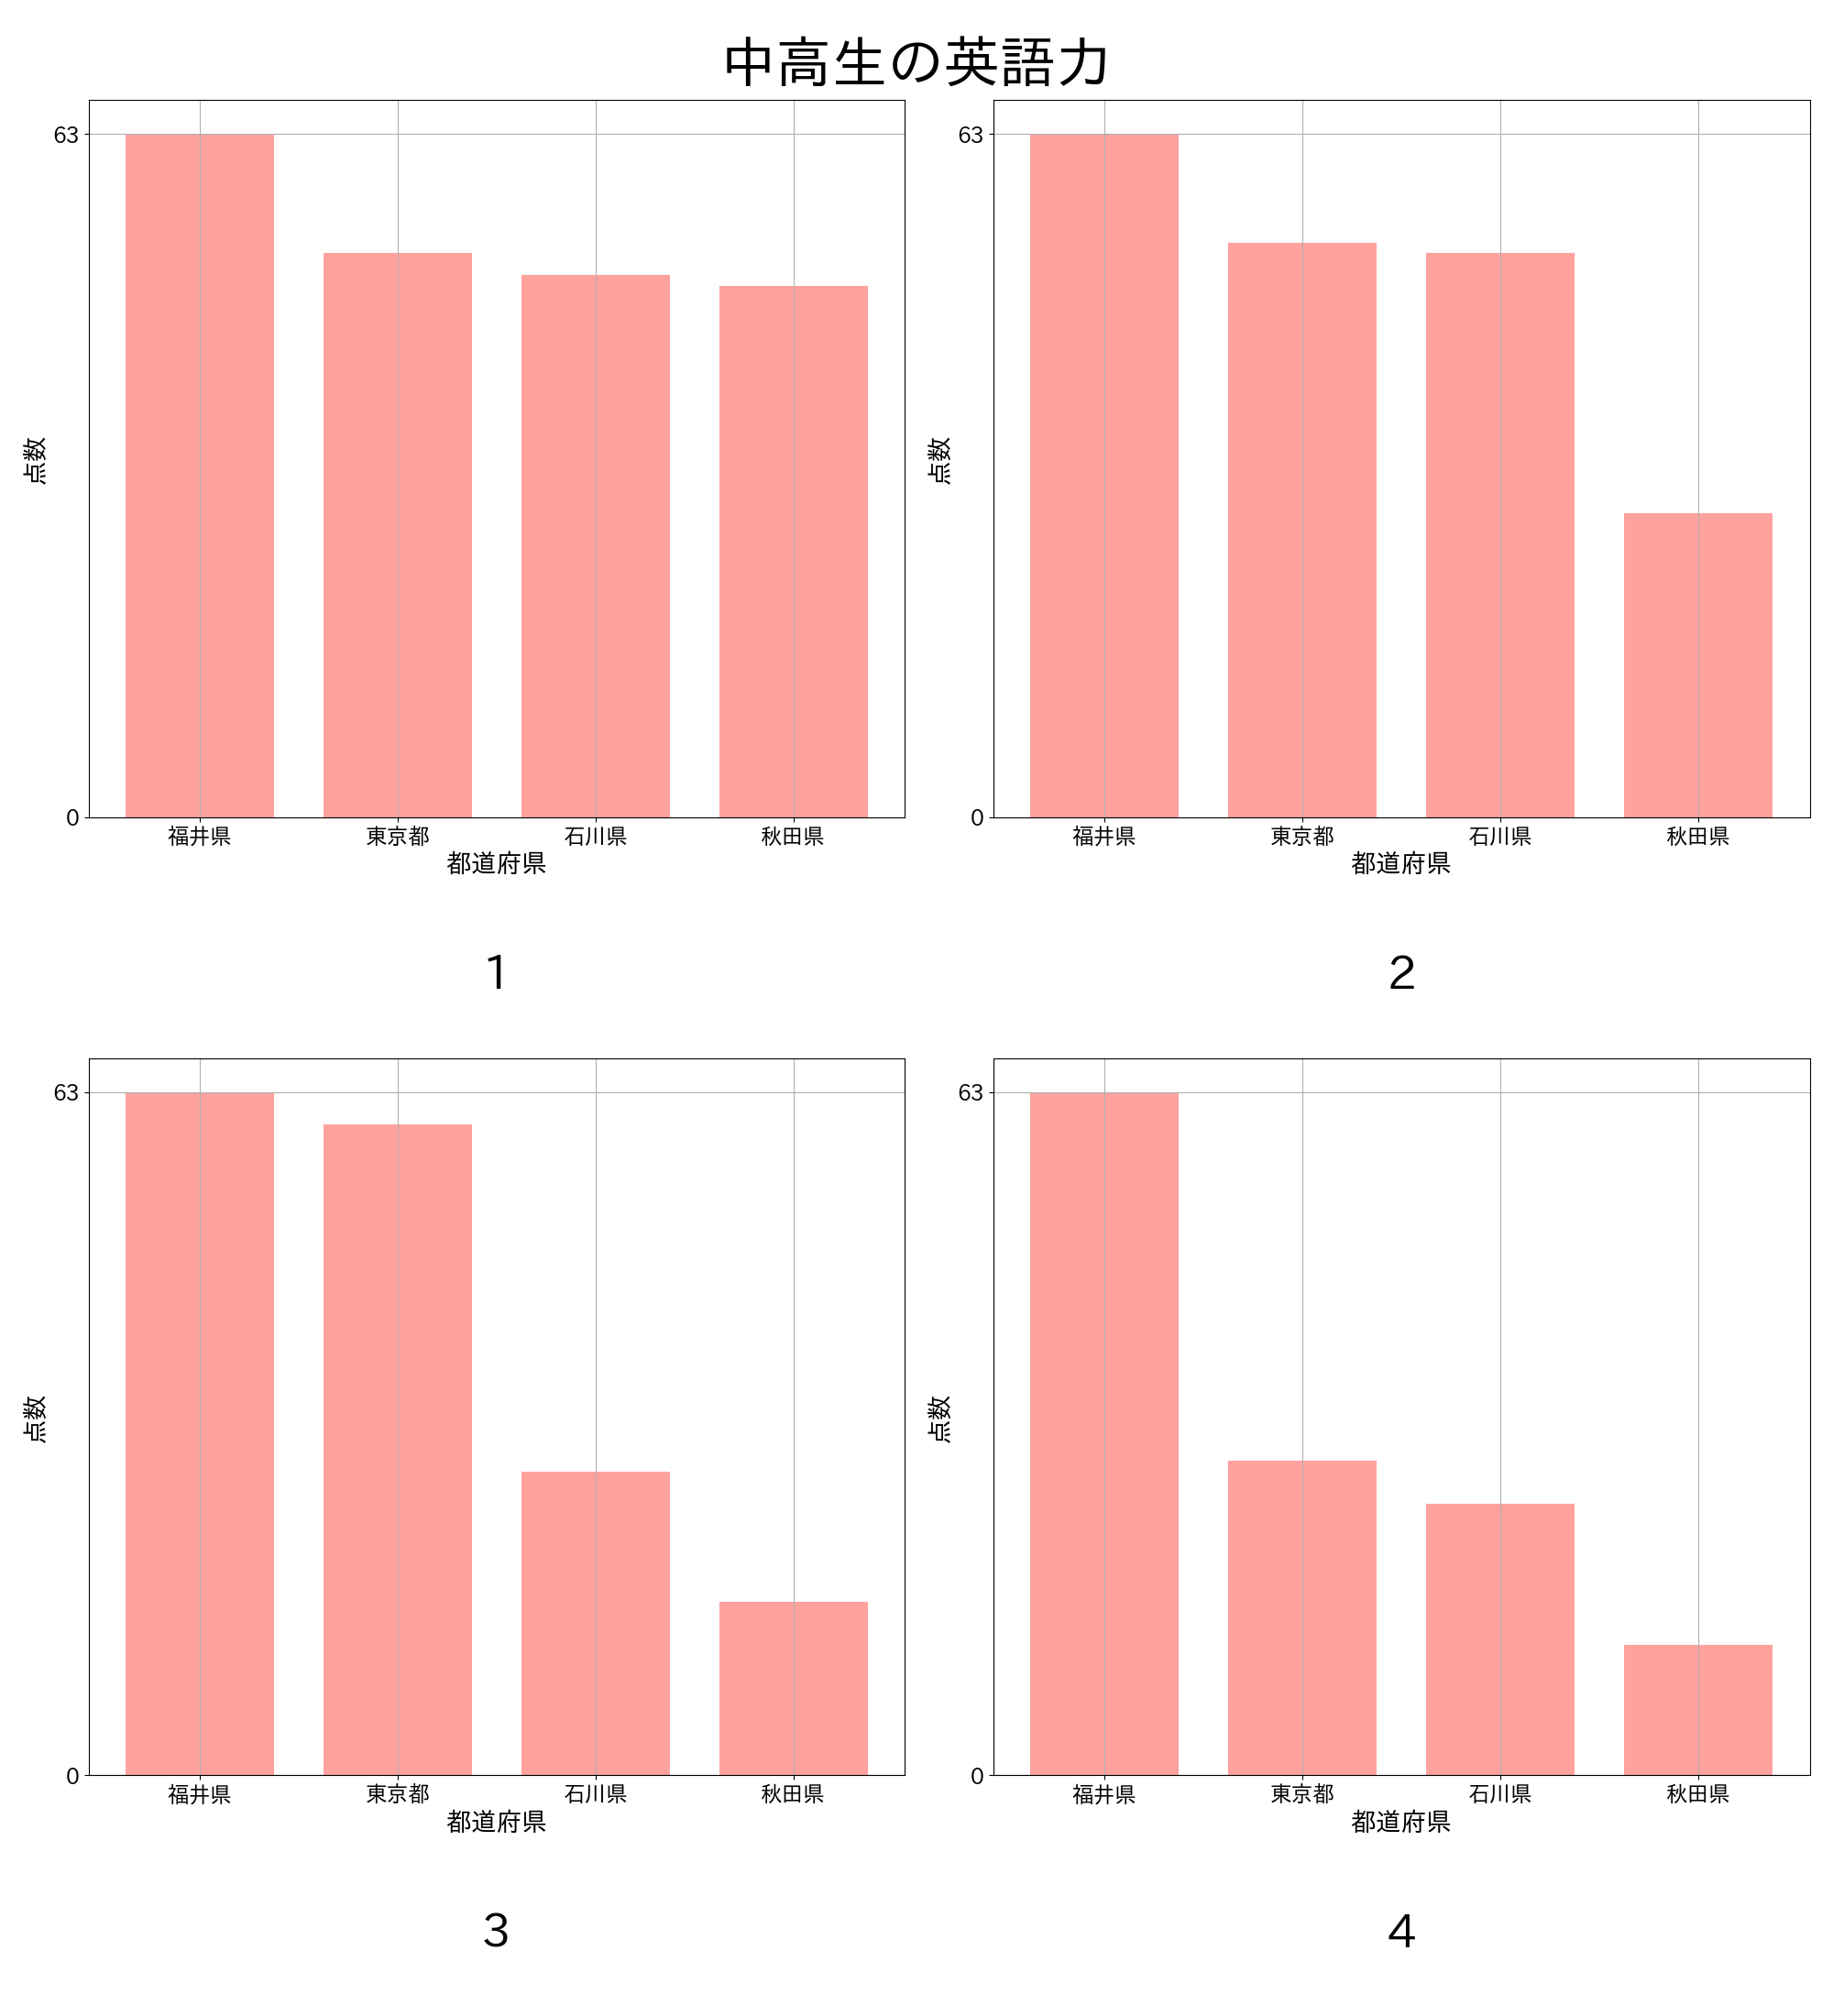 中高生の英語力
63
点数
0
福井県 東京都 石川県 秋田県
都道府県
1
63
点数
0
福井県 東京都 石川県 秋田県
都道府県
2
63
点数
0
福井県 東京都 石川県 秋田県
都道府県
3
63
点数
0
福井県 東京都 石川県 秋田県
都道府県
4